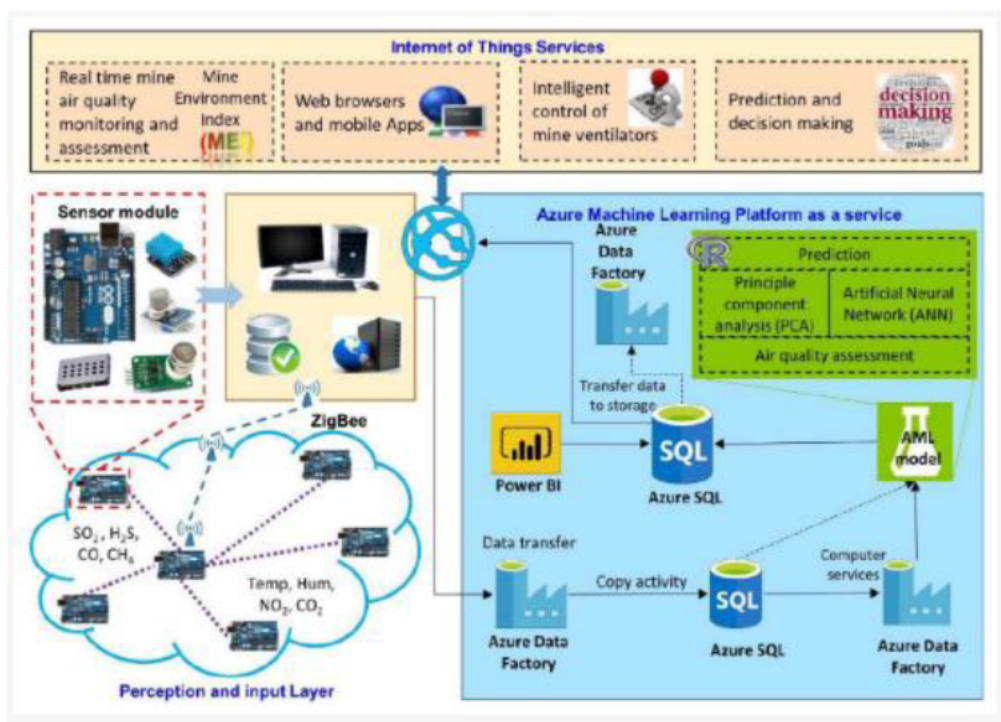 Internet of Things Services
Real time mine
air quality
monitoring and
assessment
Mine
Environment
Index
(MEI)
Web browsers
and mobile Apps
Intelligent
control of
mine ventilators
Prediction and
decision making
decision
making
goals
Sensor module
ZigBee
SO2, H2S,
CO, CH4
Temp, Hum,
NO2, CO2
Perception and input Layer
Azure Machine Learning Platform as a service
Azure
Data
Factory
R
Prediction
Principle
component
analysis (PCA)
Artificial Neural
Network (ANN)
Air quality assessment
Transfer data
to storage
Power BI
SQL
Azure SQL
AML
model
Data transfer
Azure Data
Factory
Copy activity
SQL
Azure SQL
Computer
services
Azure Data
Factory